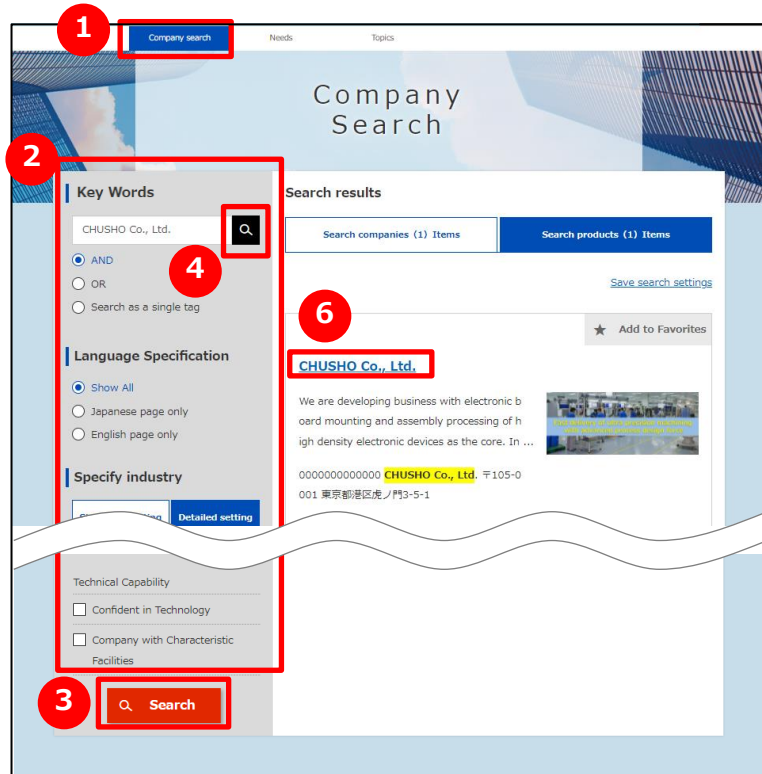 1
Company search
Needs
Topics
Company
Search
2
Key Words
CHUSHO Co., Ltd.
AND
4
OR
Search as a single tag
Language Specification
Show All
Japanese page only
English page only
Specify industry
Detailed setting
Technical Capability
Confident in Technology
Company with Characteristic
Facilities
3
Search
Search results
Search companies (1) Items
Search products (1) Items
Save search settings
6
★ Add to Favorites
CHUSHO Co., Ltd.
We are developing business with electronic b
oard mounting and assembly processing of h
igh density electronic devices as the core. In ...
0000000000000 CHUSHO Co., Ltd. 〒105-0
001 東京都港区虎ノ門3-5-1